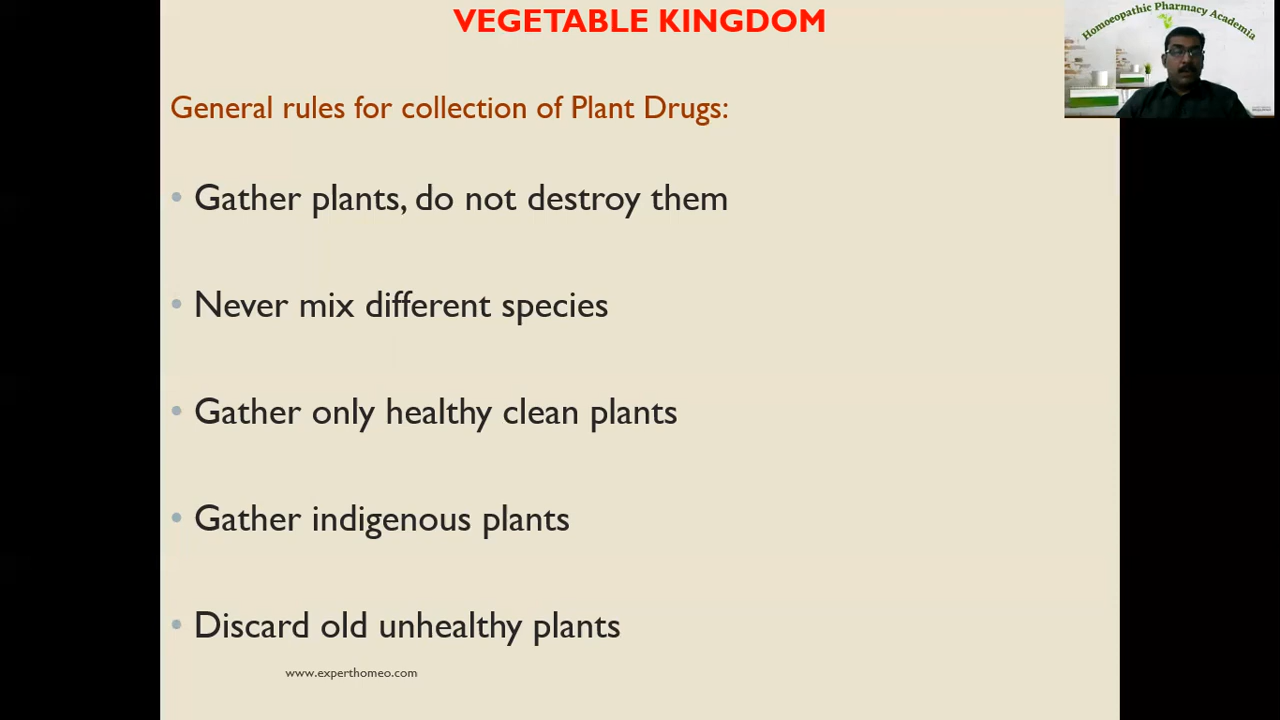 VEGETABLE KINGDOM
Homoeopathic Pharmacy Academia
General rules for collection of Plant Drugs:
• Gather plants, do not destroy them
• Never mix different species
• Gather only healthy clean plants
• Gather indigenous plants
• Discard old unhealthy plants
www.experthomeo.com